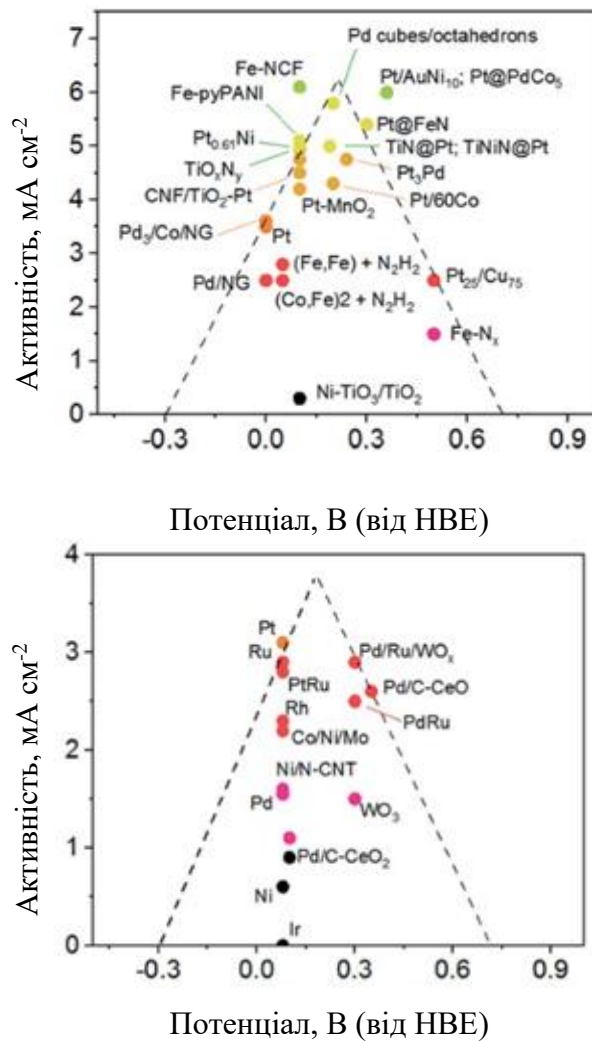 Активність, мА см⁻²
7
6
5
4
3
2
1
0
Pd cubes/octahedrons
Fe-NCF
Pt/AuNi₁₀; Pt@PdCo₅
Fe-pyPANI
Pt@FeN
Pt₀.₆₁Ni
TiN@Pt; TiNiN@Pt
TiOₓNᵧ
Pt₃Pd
CNF/TiO₂-Pt
Pt-MnO₂
Pt/60Co
Pd₃/Co/NG
Pt
(Fe,Fe) + N₂H₂
Pd/NG
Pt₂₅/Cu₇₅
(Co,Fe)2 + N₂H₂
Fe-Nₓ
Ni-TiO₃/TiO₂
-0.3 0.0 0.3 0.6 0.9
Потенціал, В (від НВЕ)
Активність, мА см⁻²
4
3
2
1
0
Pt
Ru
Pd/Ru/WOₓ
PtRu
Pd/C-CeO
Rh
PdRu
Co/Ni/Mo
Ni/N-CNT
Pd
WO₃
Pd/C-CeO₂
Ni
Ir
-0.3 0.0 0.3 0.6 0.9
Потенціал, В (від НВЕ)